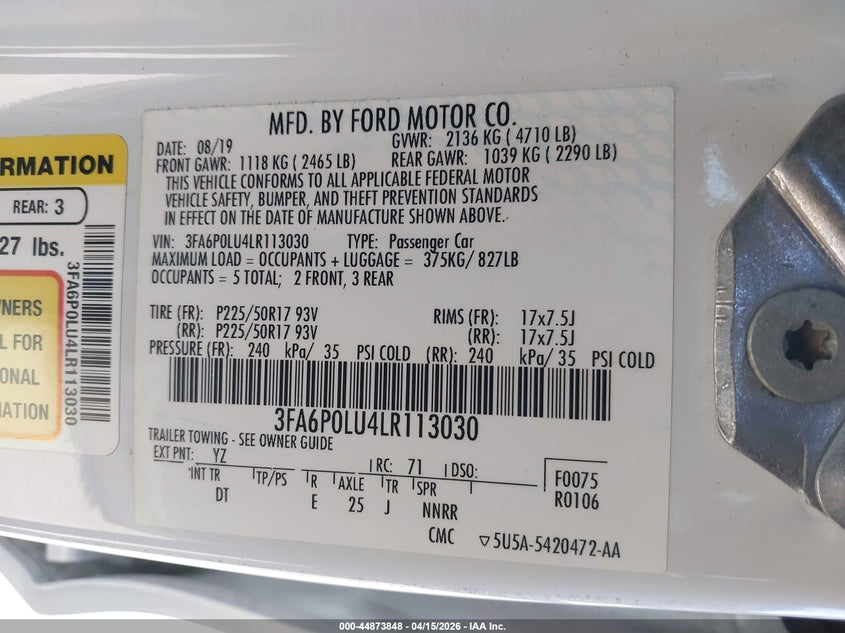 MFD. BY FORD MOTOR CO.
DATE: 08/19
GVWR: 2136 KG ( 4710 LB)
FRONT GAWR: 1118 KG ( 2465 LB)
REAR GAWR: 1039 KG ( 2290 LB)
THIS VEHICLE CONFORMS TO ALL APPLICABLE FEDERAL MOTOR
VEHICLE SAFETY, BUMPER, AND THEFT PREVENTION STANDARDS
IN EFFECT ON THE DATE OF MANUFACTURE SHOWN ABOVE.
VIN: 3FA6P0LU4LR113030 TYPE: Passenger Car
MAXIMUM LOAD = OCCUPANTS + LUGGAGE = 375KG/ 827LB
OCCUPANTS = 5 TOTAL; 2 FRONT, 3 REAR
TIRE (FR): P225/50R17 93V RIMS (FR): 17x7.5J
(RR): P225/50R17 93V (RR): 17x7.5J
PRESSURE (FR): 240 kPa/ 35 PSI COLD (RR): 240 kPa/ 35 PSI COLD
3FA6P0LU4LR113030
TRAILER TOWING - SEE OWNER GUIDE
EXT PNT: YZ RC: 71 DSO:
INT TR TP/PS R AXLE TR SPR
DT E 25 J NNRR
F0075
R0106
CMC 5U5A-5420472-AA
RMATION
REAR: 3
27 lbs.
WNERS
L FOR
IONAL
MATION
3FA6P0LU4LR113030
000-44873848 - 04/15/2026 - IAA Inc.